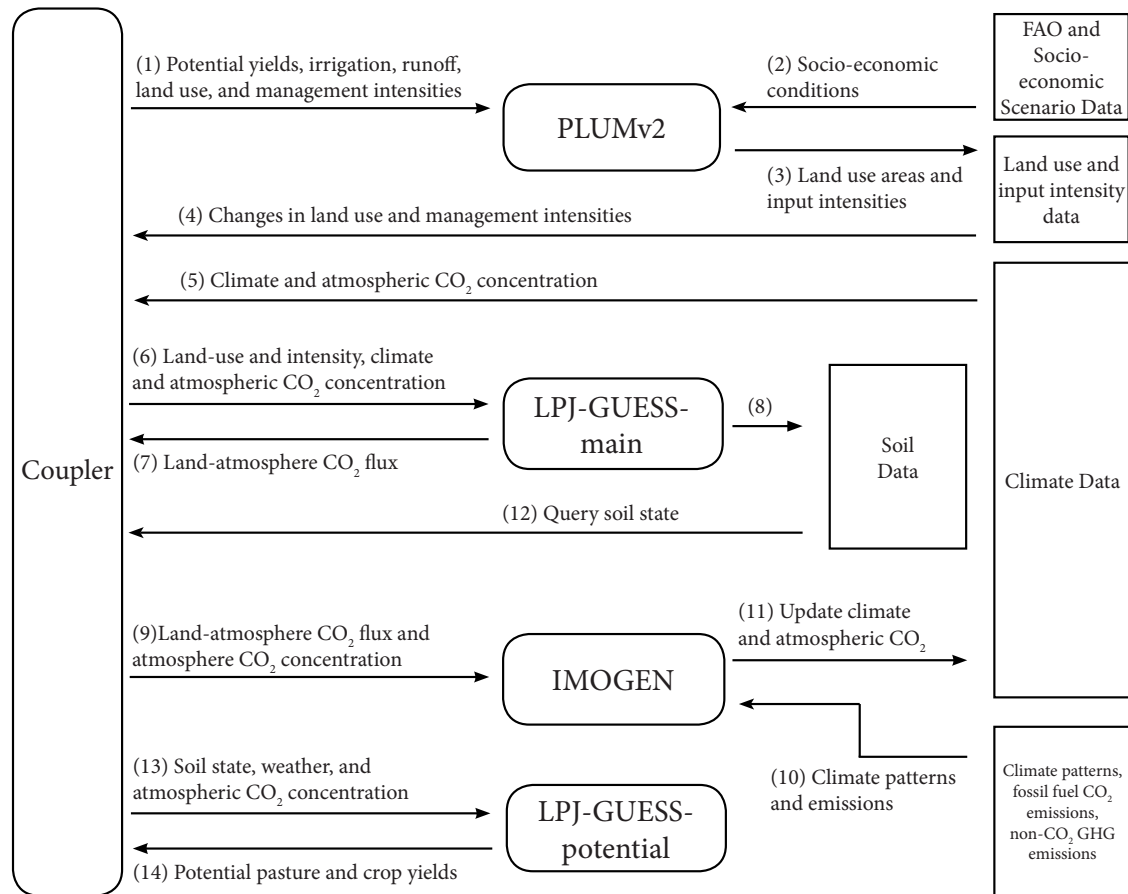 FAO and
Socio-
economic
Scenario Data
(1) Potential yields, irrigation, runoff,
land use, and management intensities
(2) Socio-economic
conditions
PLUMv2
(3) Land use areas and
input intensities
Land use and
input intensity
data
(4) Changes in land use and management intensities
(5) Climate and atmospheric CO₂ concentration
(6) Land-use and intensity, climate
and atmospheric CO₂ concentration
LPJ-GUESS-
main
(8)
(7) Land-atmosphere CO₂ flux
Coupler
Soil
Data
Climate Data
(12) Query soil state
(9)Land-atmosphere CO₂ flux and
atmosphere CO₂ concentration
IMOGEN
(11) Update climate
and atmospheric CO₂
(10) Climate patterns
and emissions
Climate patterns,
fossil fuel CO₂
emissions,
non-CO₂ GHG
emissions
(13) Soil state, weather, and
atmospheric CO₂ concentration
LPJ-GUESS-
potential
(14) Potential pasture and crop yields